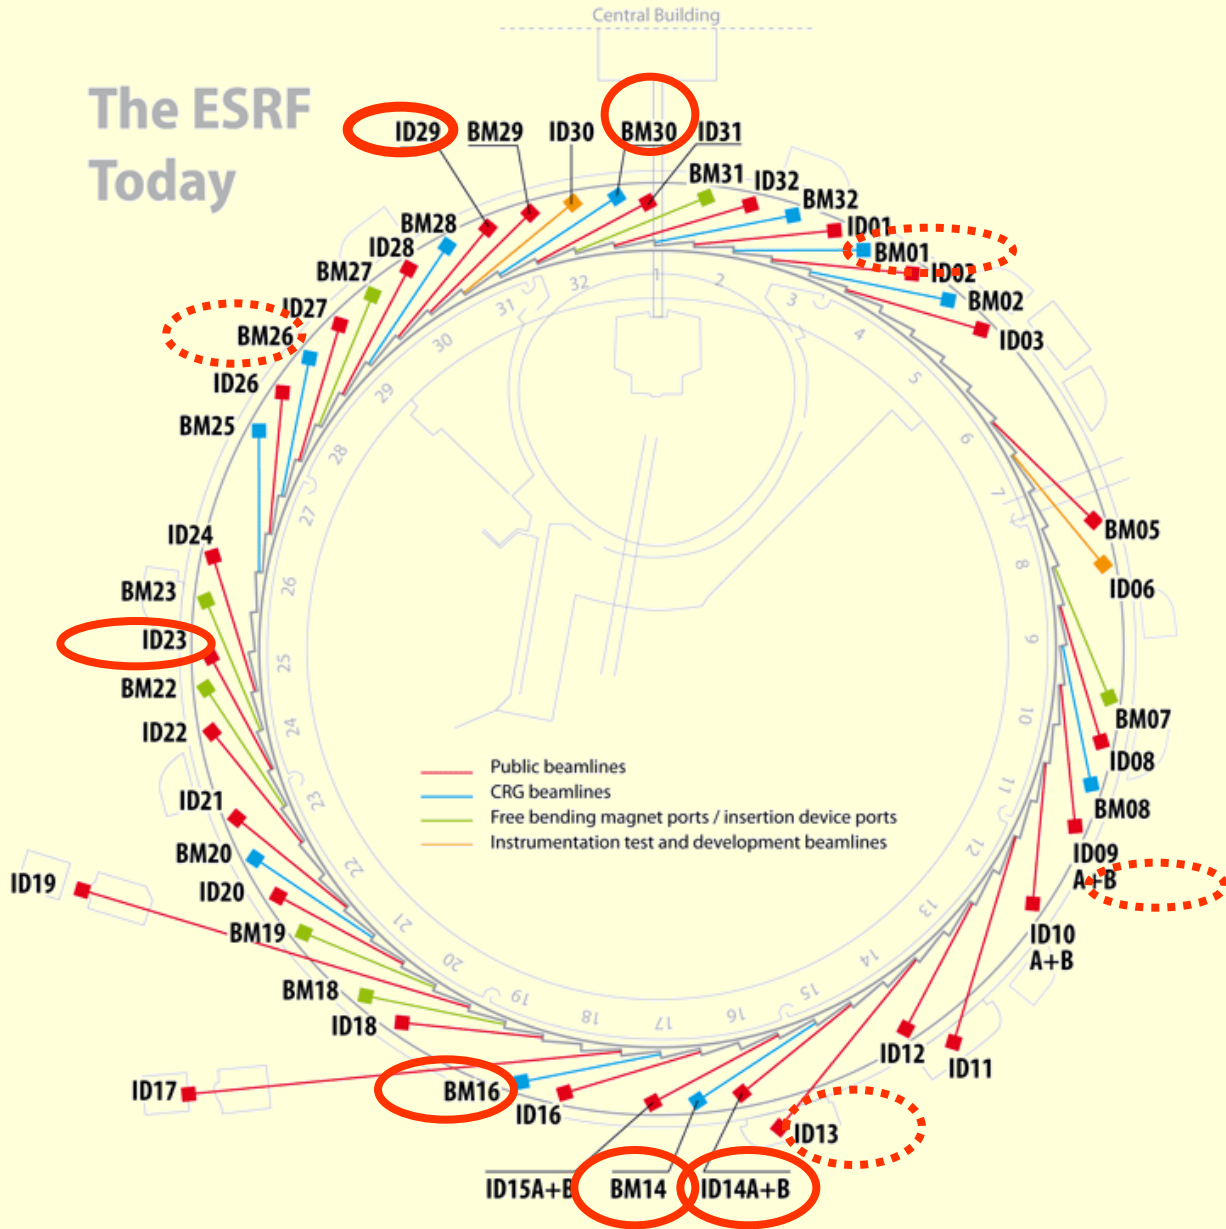 Central Building
The ESRF
Today
ID29
BM29
ID30
BM30
ID31
BM31
ID32
BM32
ID01
BM01
ID02
BM02
ID03
BM05
ID06
BM07
ID08
BM08
ID09
A+B
ID10
A+B
ID11
ID12
ID13
ID14A+B
BM14
ID15A+B
ID16
BM16
ID17
ID18
BM18
BM19
ID19
ID20
BM20
ID21
ID22
BM22
ID23
BM23
ID24
BM25
ID26
BM26
ID27
BM27
ID28
BM28
1
2
3
4
5
6
7
8
9
10
11
12
13
14
15
16
17
18
19
20
21
22
23
24
25
26
27
28
29
30
31
32
Public beamlines
CRG beamlines
Free bending magnet ports / insertion device ports
Instrumentation test and development beamlines